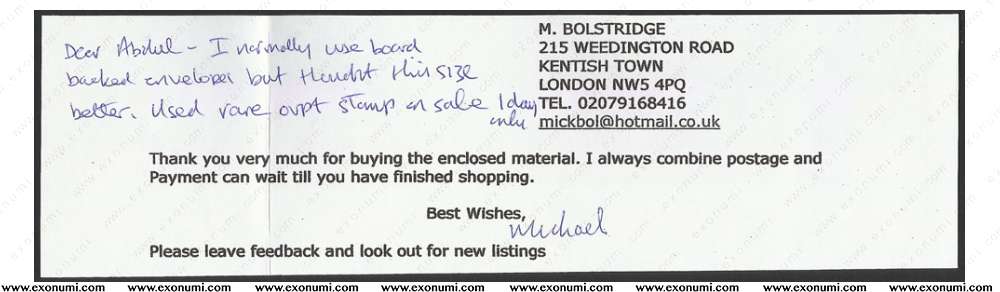 Dear Abdul - I normally use board
backed envelopes but thought this size
better. Used rare ovpt stamp on sale 1 day
only
M. BOLSTRIDGE
215 WEEDINGTON ROAD
KENTISH TOWN
LONDON NW5 4PQ
TEL. 02079168416
mickbol@hotmail.co.uk
Thank you very much for buying the enclosed material. I always combine postage and
Payment can wait till you have finished shopping.
Best Wishes,
Michael
Please leave feedback and look out for new listings
www.exonumi.com www.exonumi.com www.exonumi.com www.exonumi.com www.exonumi.com www.exonumi.com www.exonumi.com www.exonumi.com